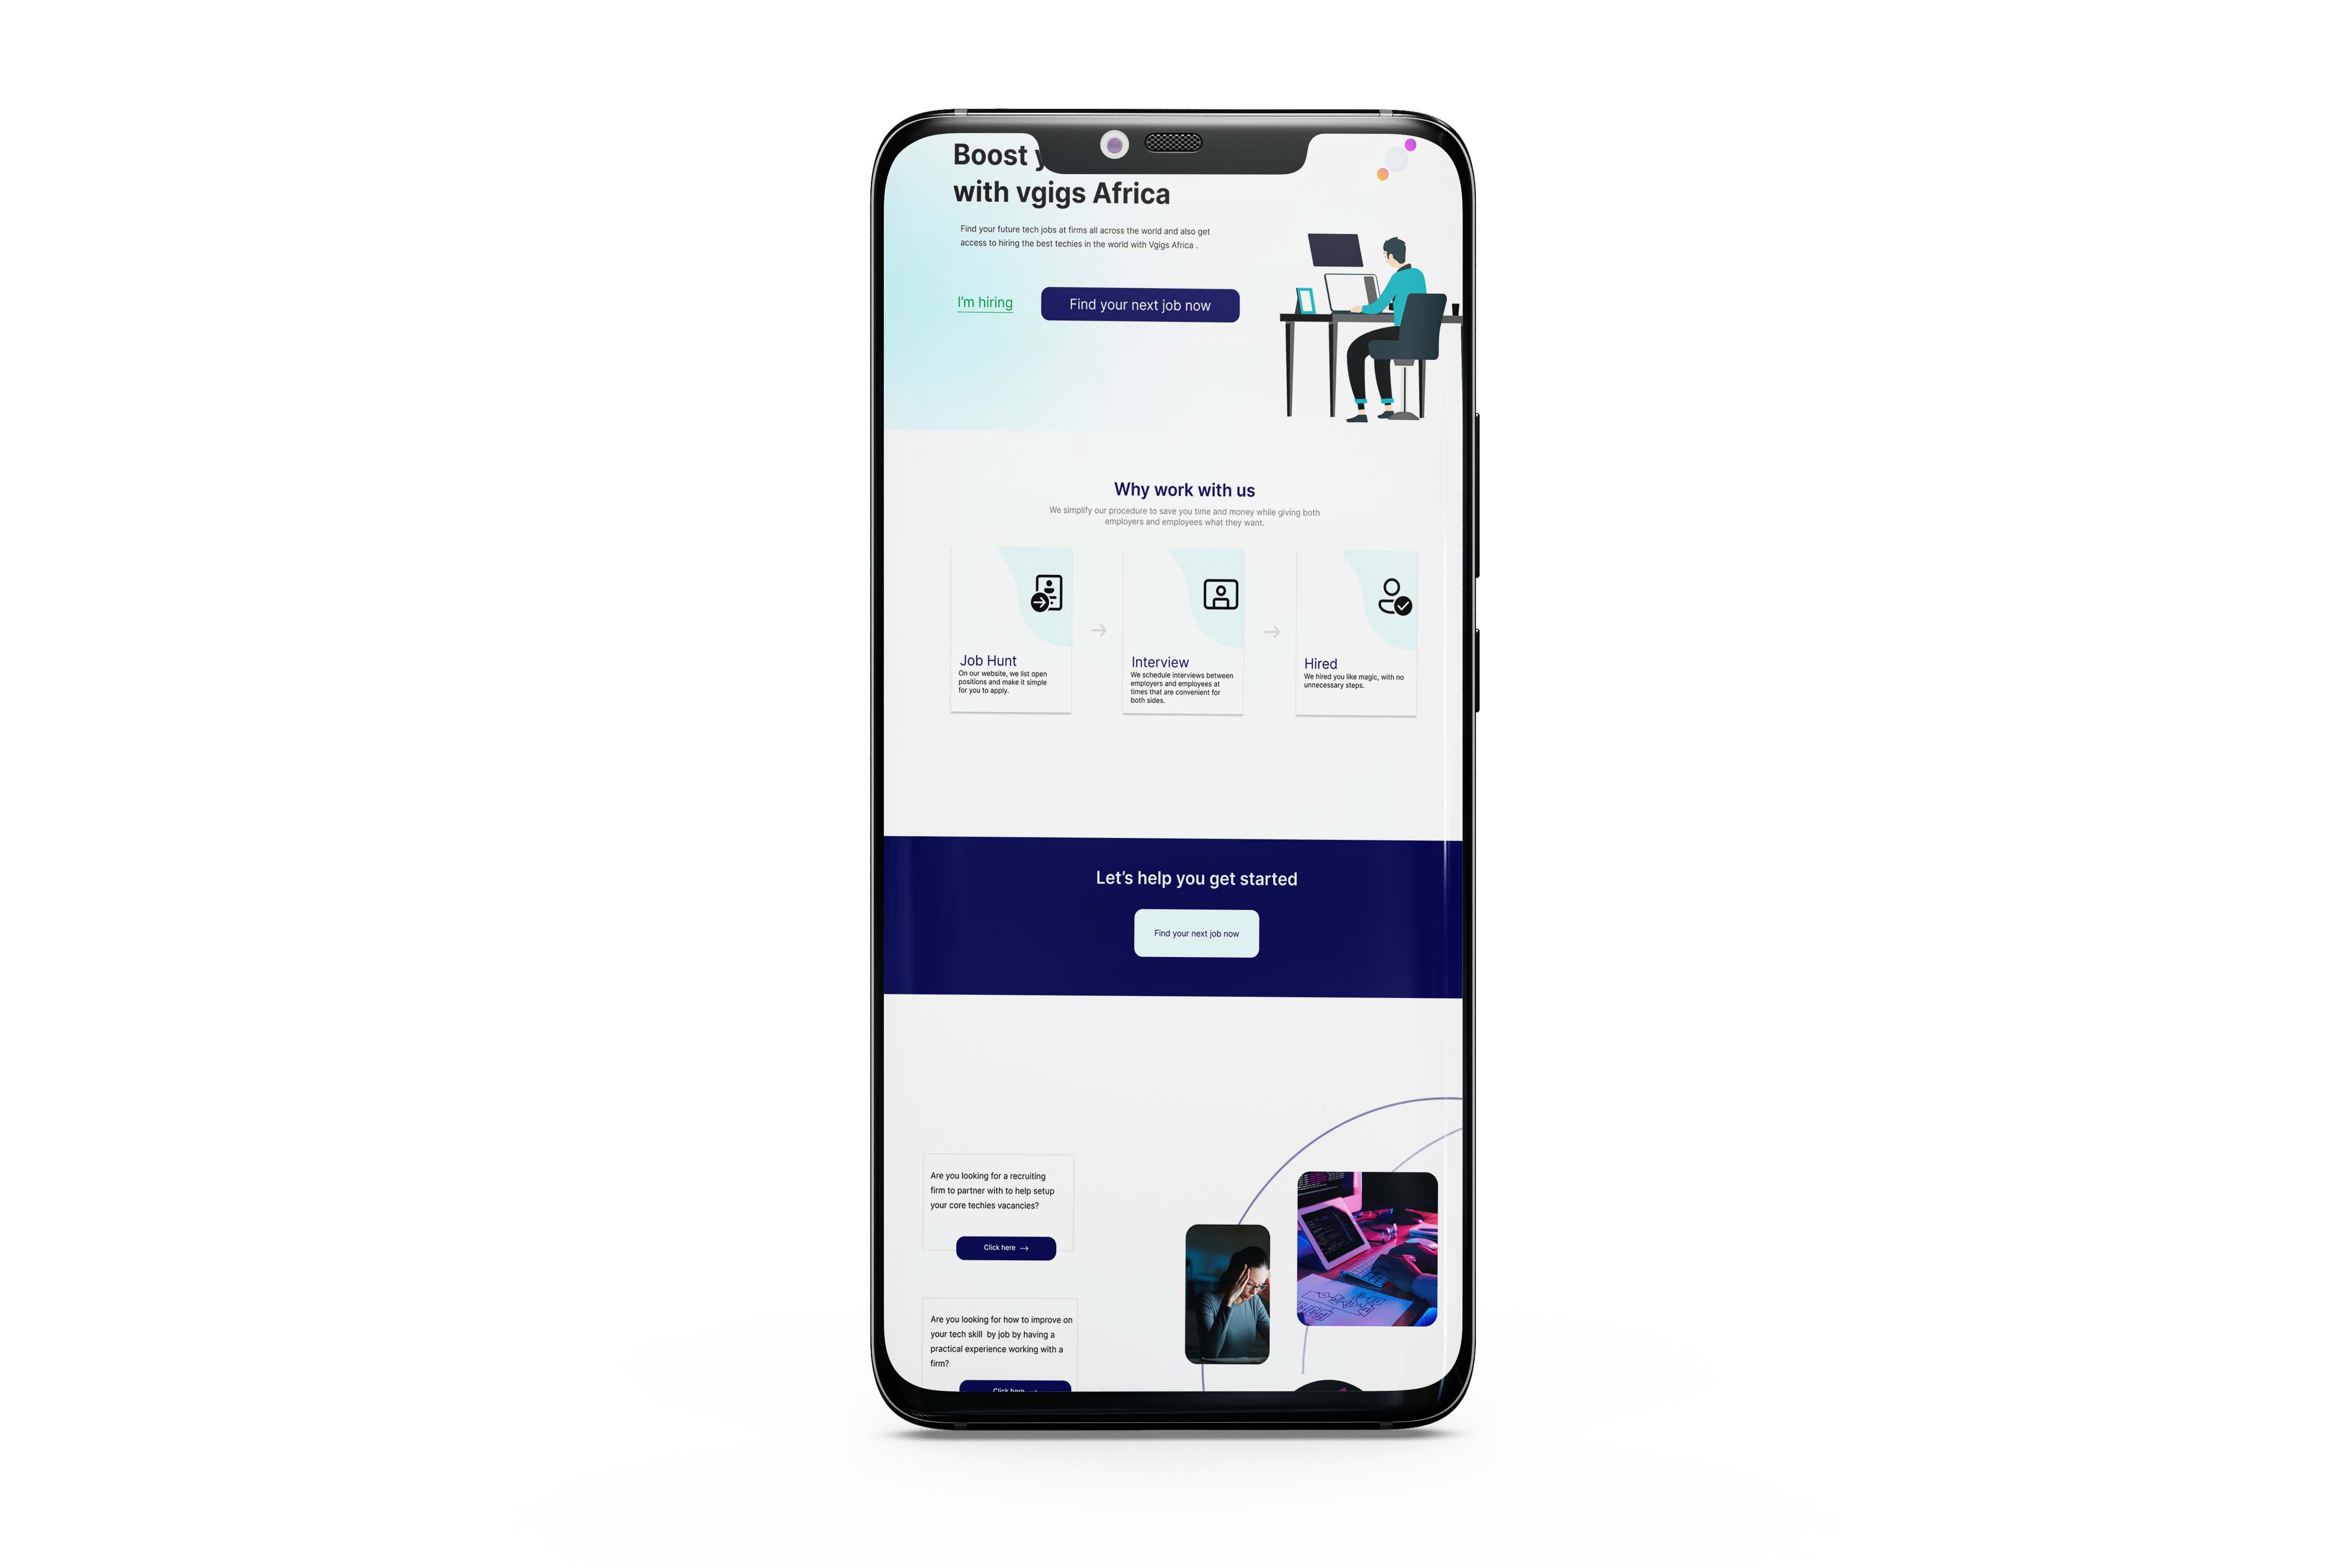 Boost
with vgigs Africa
Find your future tech jobs at firms all across the world and also get
access to hiring the best techies in the world with Vgigs Africa .
I'm hiring
Find your next job now
Why work with us
We simplify our procedure to save you time and money while giving both
employers and employees what they want.
Job Hunt
On our website, we list open
positions and make it simple
for you to apply.
Interview
We schedule interviews between
employers and employees at
times that are convenient for
both sides.
Hired
We hired you like magic, with no
unnecessary steps.
Let's help you get started
Find your next job now
Are you looking for a recruiting
firm to partner with to help setup
your core techies vacancies?
Click here →
Are you looking for how to improve on
your tech skill  by job by having a
practical experience working with a
firm?
Click here